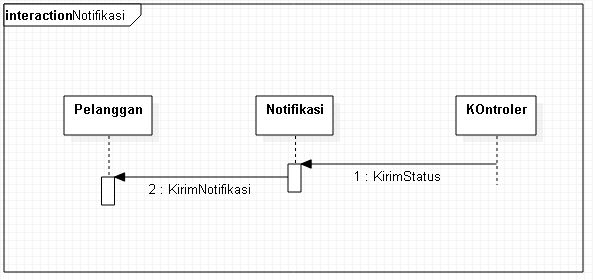 interactionNotifikasi
Pelanggan
Notifikasi
KOntroler
1 : KirimStatus
2 : KirimNotifikasi